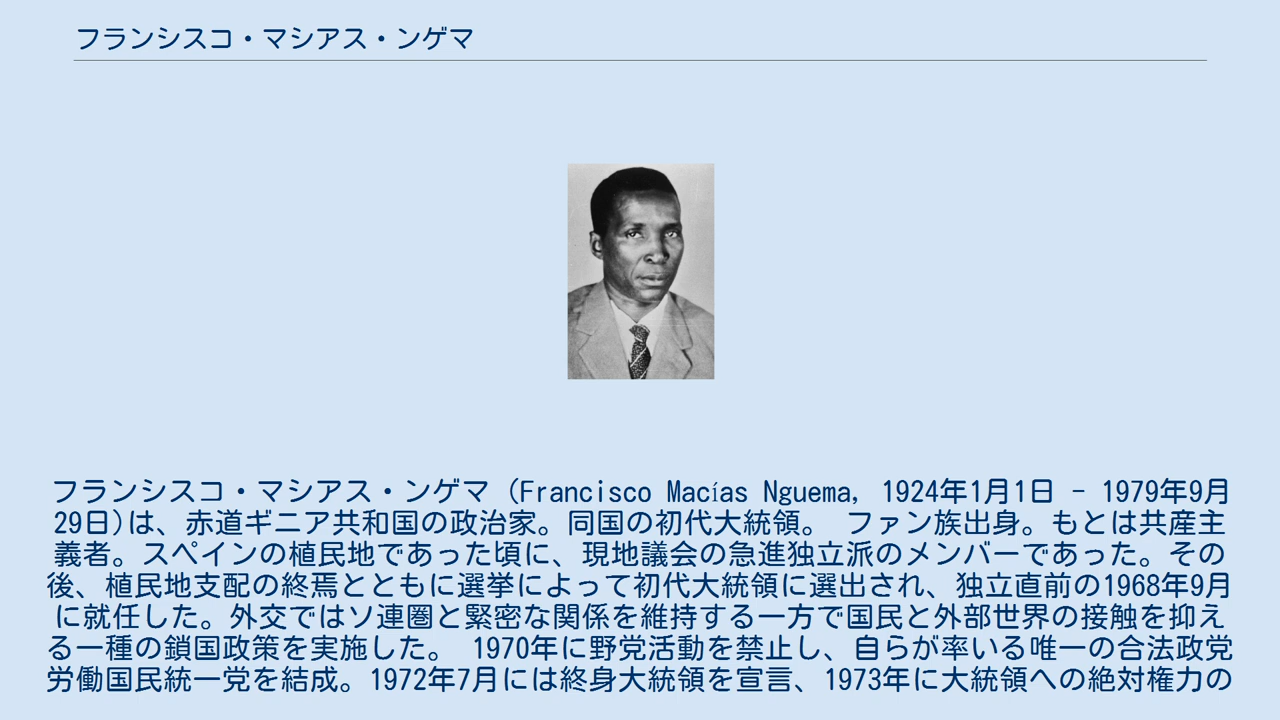 フランシスコ・マシアス・ンゲマ
フランシスコ・マシアス・ンゲマ (Francisco Macías Nguema, 1924年1月1日 - 1979年9月
29日)は、赤道ギニア共和国の政治家。同国の初代大統領。 ファン族出身。もとは共産主
義者。スペインの植民地であった頃に、現地議会の急進独立派のメンバーであった。その
後、植民地支配の終焉とともに選挙によって初代大統領に選出され、独立直前の1968年9月
に就任した。外交ではソ連圏と緊密な関係を維持する一方で国民と外部世界の接触を抑え
る一種の鎖国政策を実施した。 1970年に野党活動を禁止し、自らが率いる唯一の合法政党
労働国民統一党を結成。1972年7月には終身大統領を宣言、1973年に大統領への絶対権力の